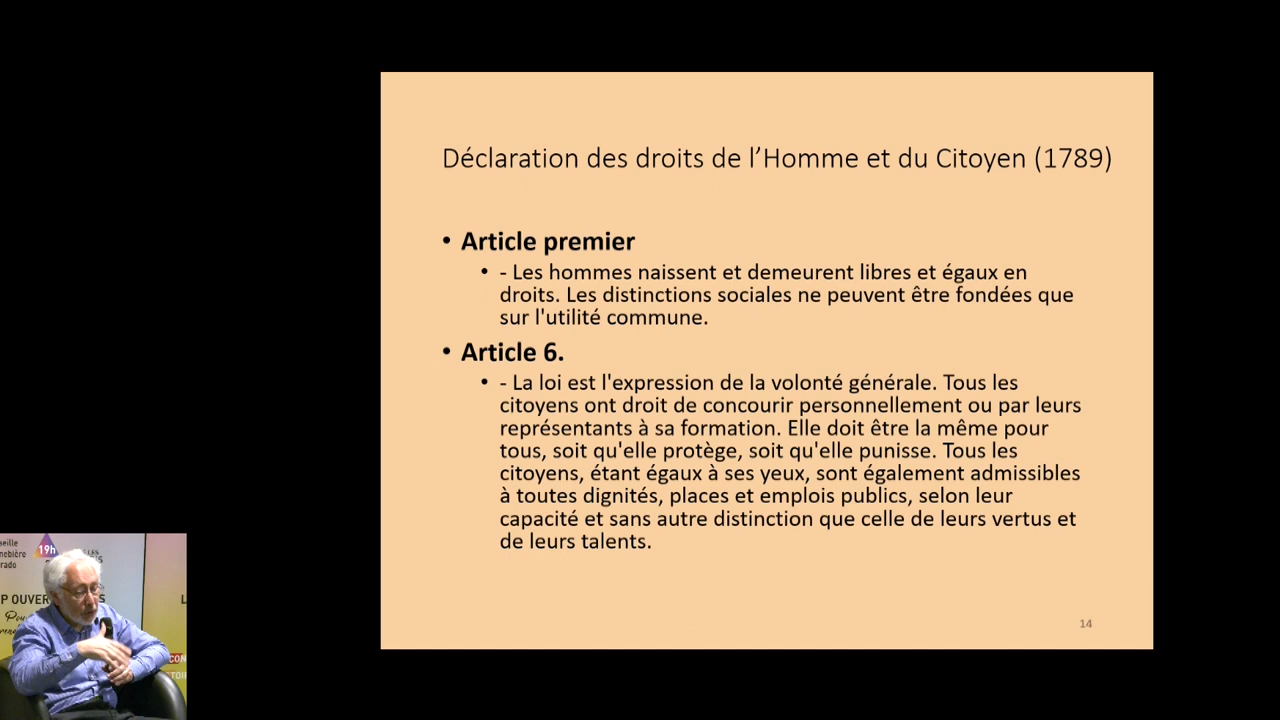 Déclaration des droits de l’Homme et du Citoyen (1789)
• Article premier
• - Les hommes naissent et demeurent libres et égaux en
droits. Les distinctions sociales ne peuvent être fondées que
sur l'utilité commune.
• Article 6.
• - La loi est l'expression de la volonté générale. Tous les
citoyens ont droit de concourir personnellement ou par leurs
représentants à sa formation. Elle doit être la même pour
tous, soit qu'elle protège, soit qu'elle punisse. Tous les
citoyens, étant égaux à ses yeux, sont également admissibles
à toutes dignités, places et emplois publics, selon leur
capacité et sans autre distinction que celle de leurs vertus et
de leurs talents.
14
19h